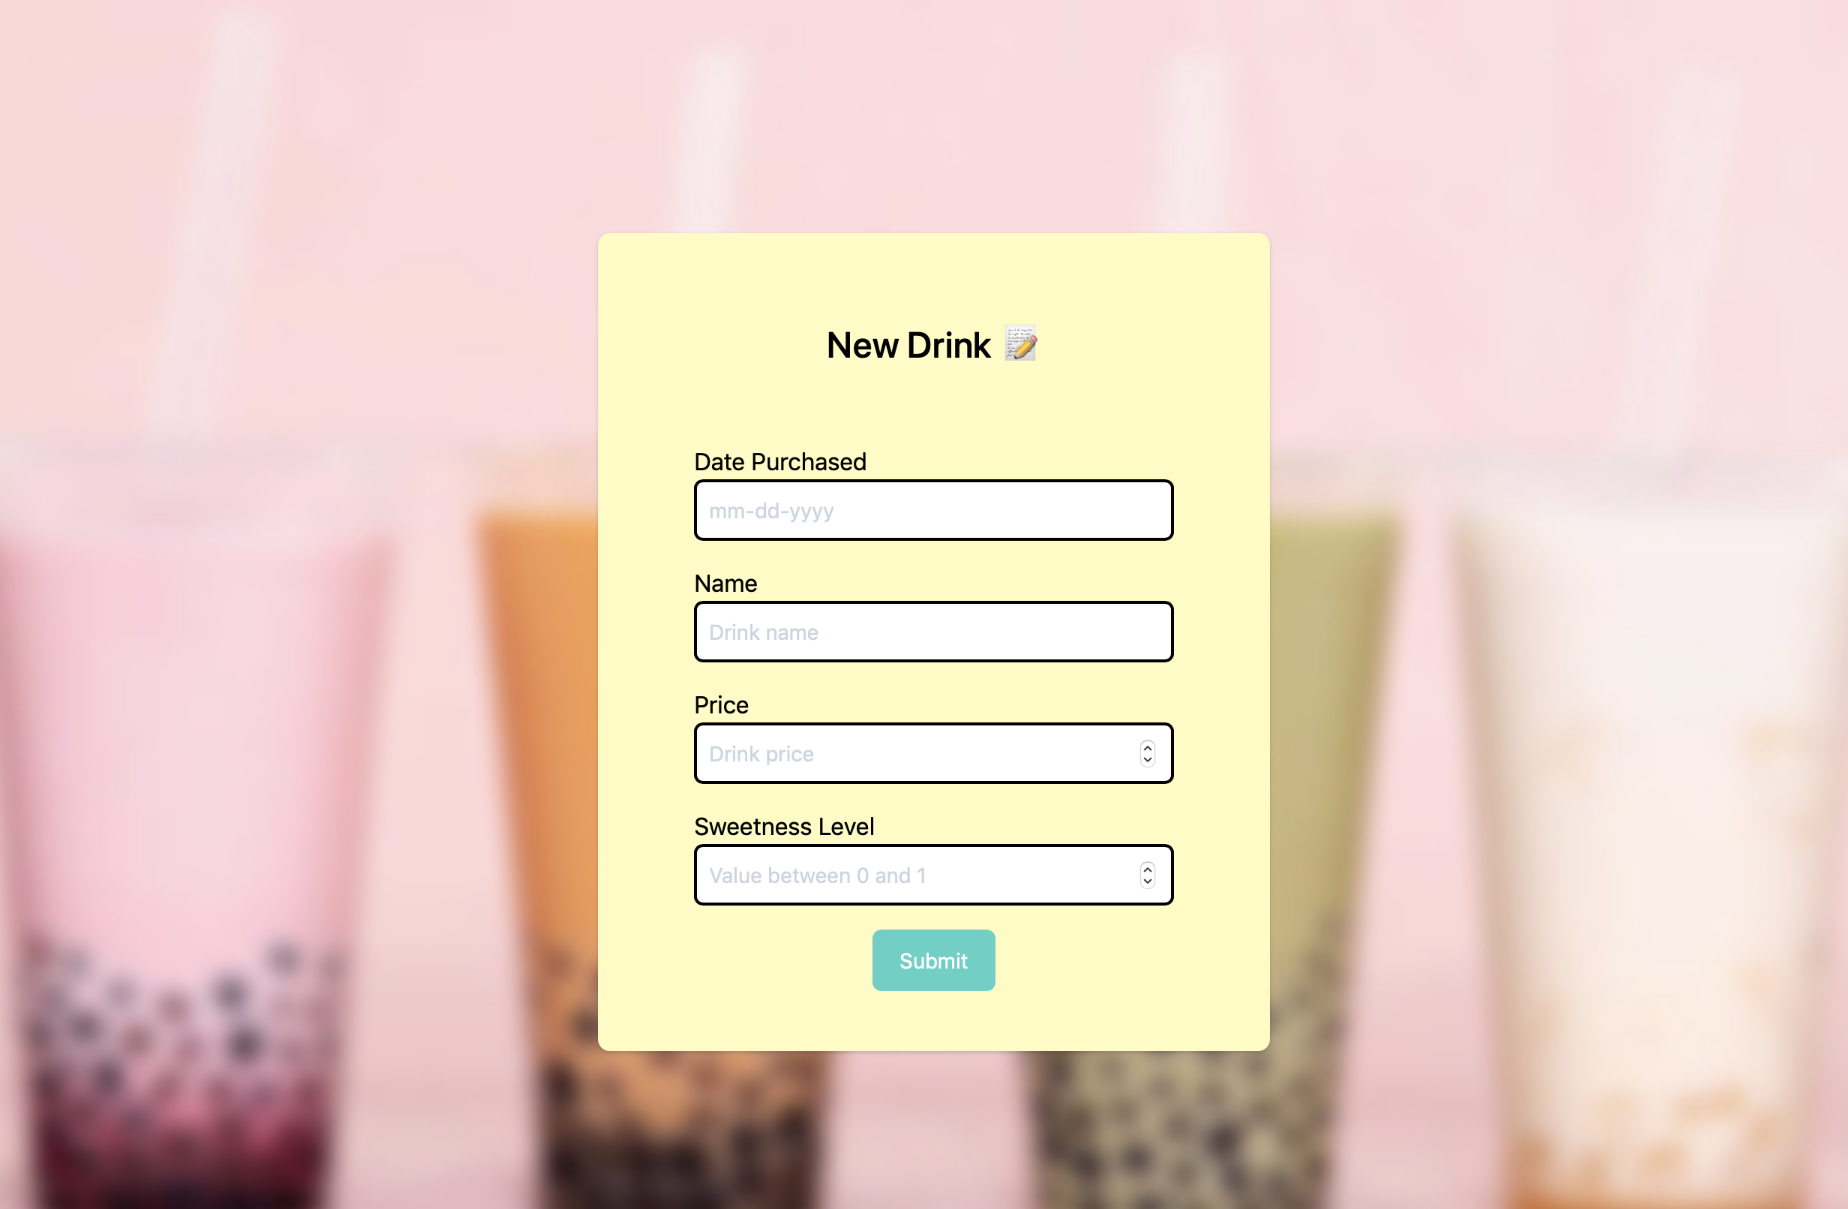 New Drink 📝
Date Purchased
mm-dd-yyyy
Name
Drink name
Price
Drink price
Sweetness Level
Value between 0 and 1
Submit